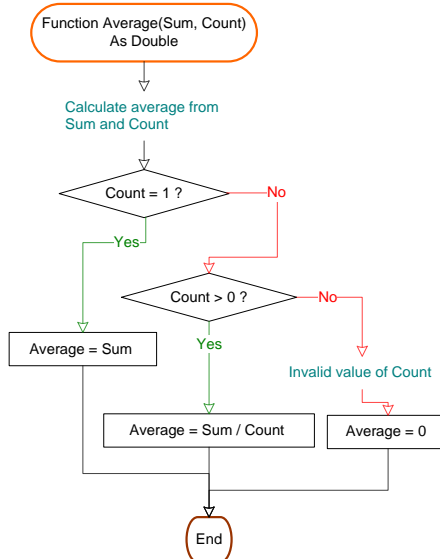 Function Average(Sum, Count)
As Double
Calculate average from
Sum and Count
Count = 1 ?
No
Yes
Count > 0 ?
No
Average = Sum
Yes
Invalid value of Count
Average = Sum / Count
Average = 0
End